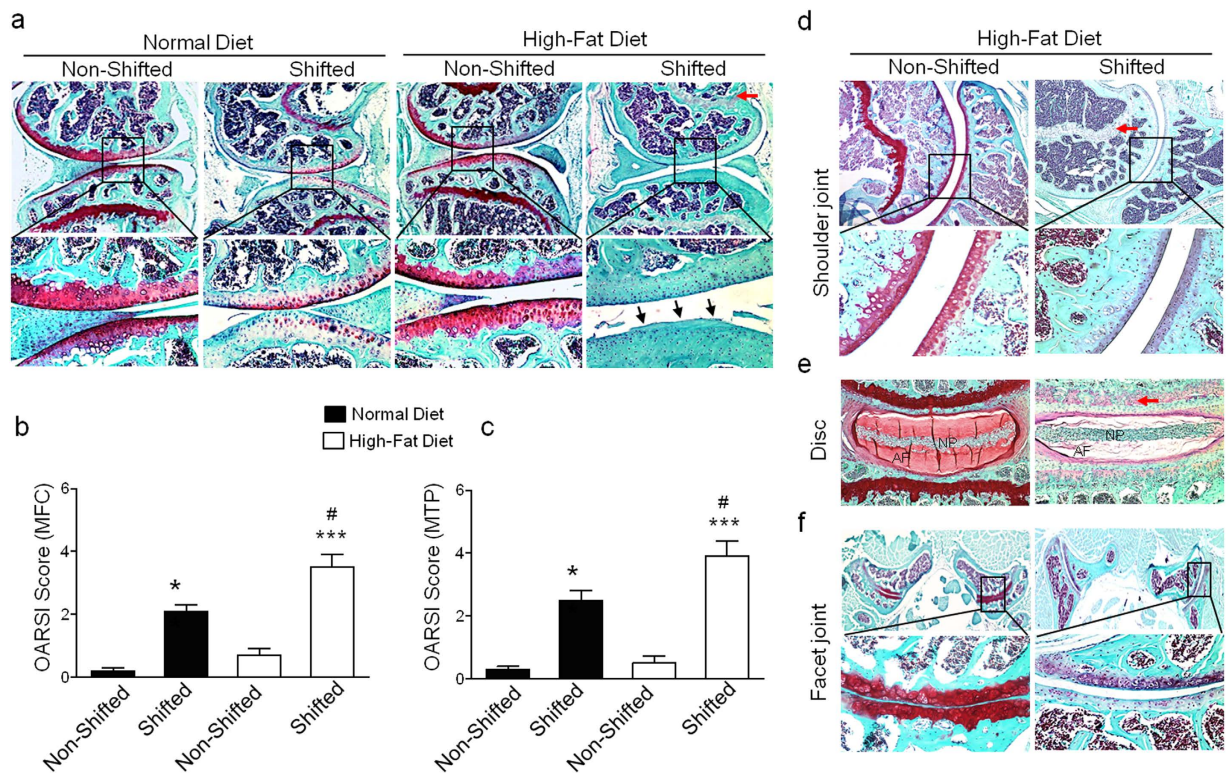 a
Normal Diet
High-Fat Diet
Non-Shifted
Shifted
Non-Shifted
Shifted
b
Normal Diet
High-Fat Diet
OARSI Score (MFC)
6
4
2
0
*
#
***
Non-Shifted
Shifted
Non-Shifted
Shifted
c
OARSI Score (MTP)
6
4
2
0
*
#
***
Non-Shifted
Shifted
Non-Shifted
Shifted
d
High-Fat Diet
Non-Shifted
Shifted
Shoulder joint
e
Disc
NP
AF
NP
AF
f
Facet joint